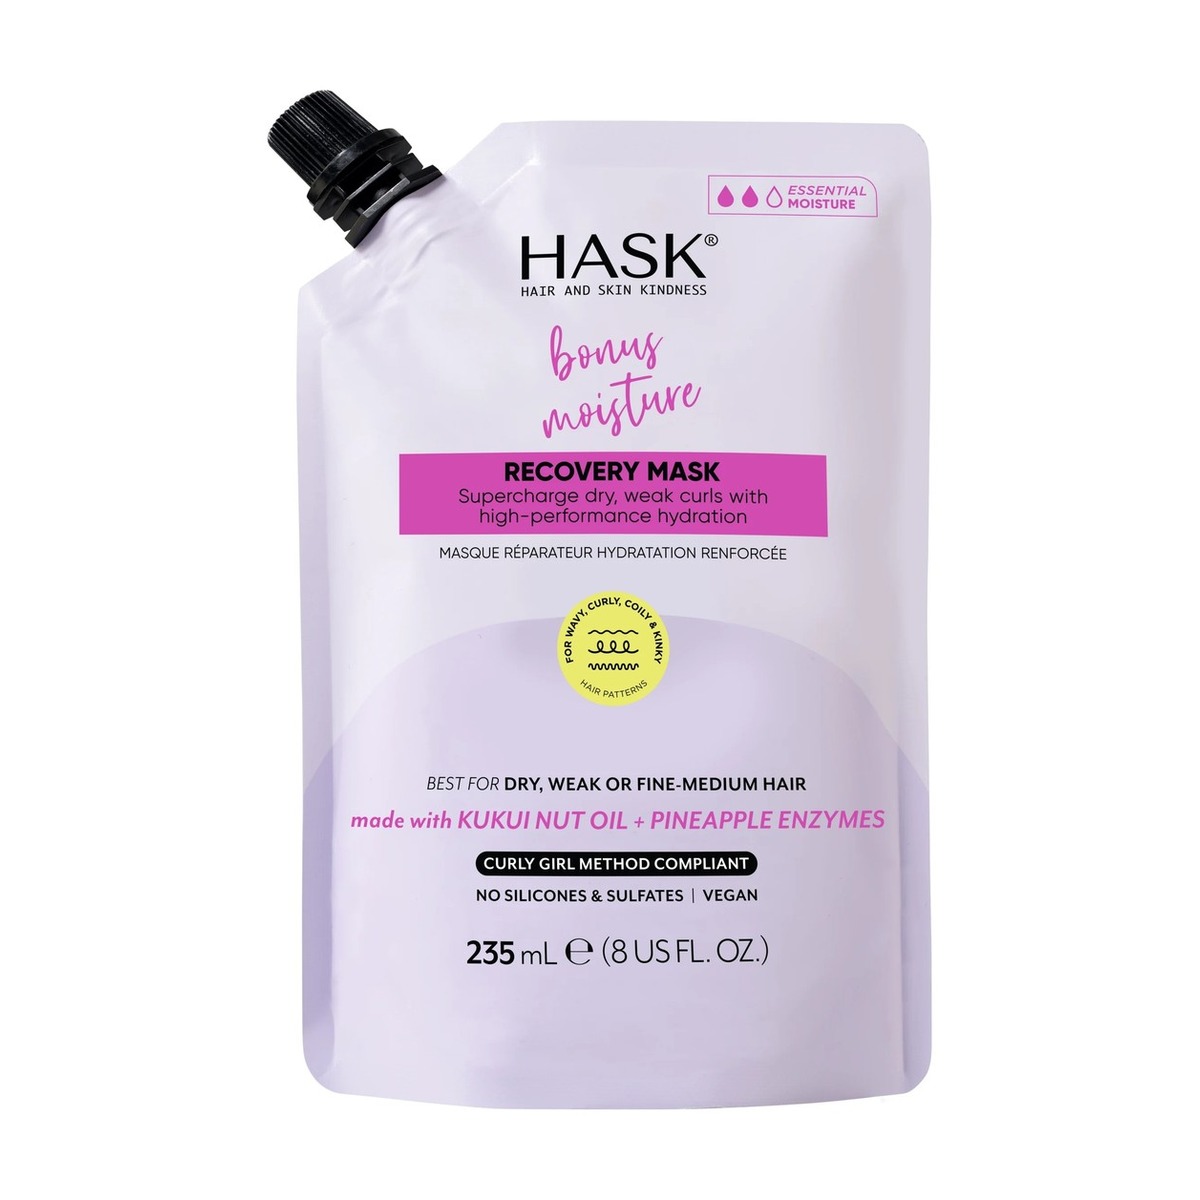 ESSENTIAL
MOISTURE
HASK®
HAIR AND SKIN KINDNESS
bonus
moisture
RECOVERY MASK
Supercharge dry, weak curls with
high-performance hydration
MASQUE RÉPARATEUR HYDRATATION RENFORCÉE
FOR WAVY, CURLY, COILY & KINKY
HAIR PATTERNS
BEST FOR DRY, WEAK OR FINE-MEDIUM HAIR
made with KUKUI NUT OIL + PINEAPPLE ENZYMES
CURLY GIRL METHOD COMPLIANT
NO SILICONES & SULFATES | VEGAN
235 mL ℮ (8 US FL. OZ.)